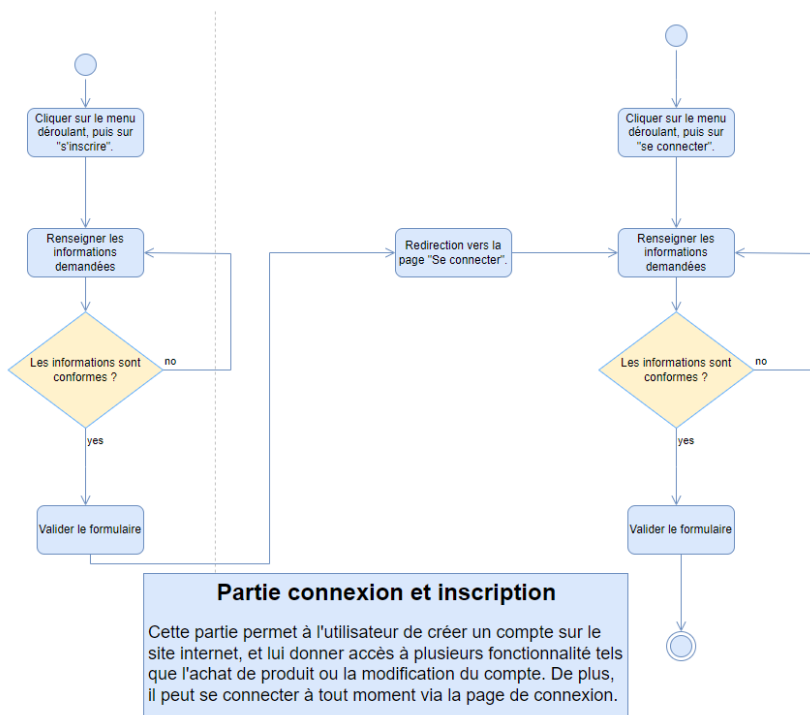 Cliquer sur le menu
déroulant, puis sur
"s'inscrire".
Renseigner les
informations
demandées
Les informations sont
conformes ?
no
yes
Valider le formulaire
Redirection vers la
page "Se connecter".
Cliquer sur le menu
déroulant, puis sur
"se connecter".
Renseigner les
informations
demandées
Les informations sont
conformes ?
no
yes
Valider le formulaire
Partie connexion et inscription
Cette partie permet à l'utilisateur de créer un compte sur le
site internet, et lui donner accès à plusieurs fonctionnalité tels
que l'achat de produit ou la modification du compte. De plus,
il peut se connecter à tout moment via la page de connexion.